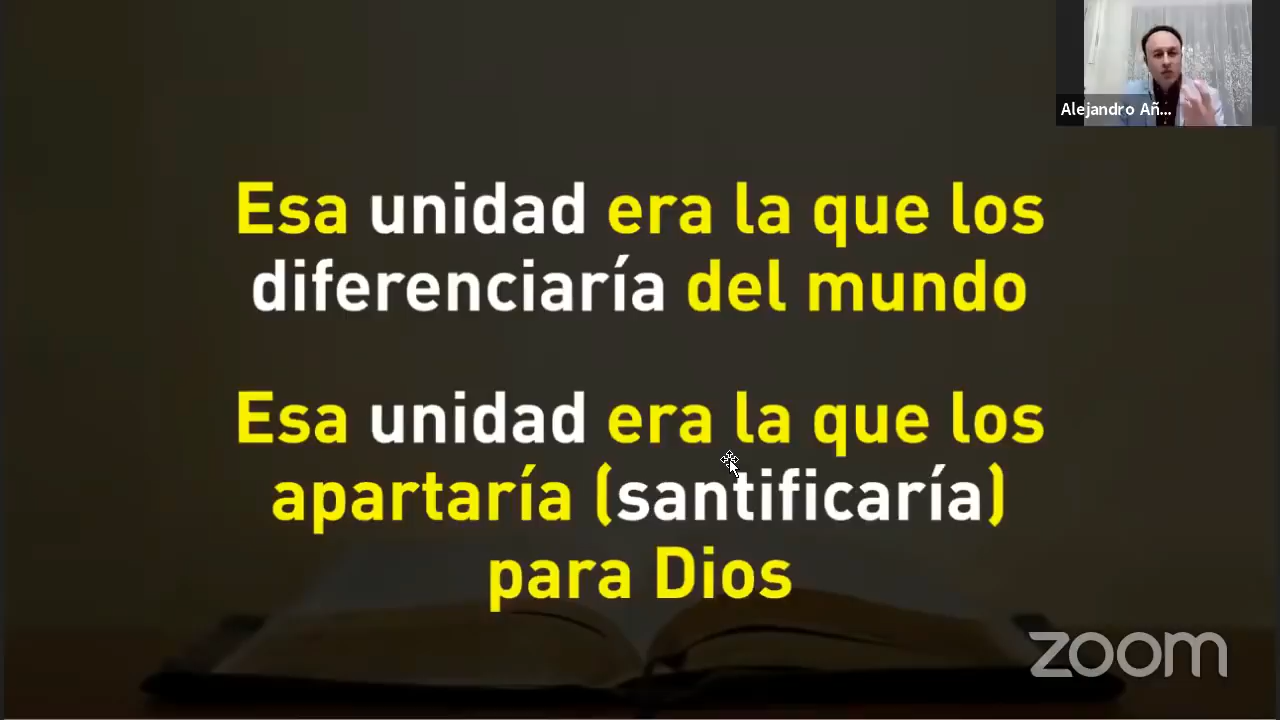 Alejandro Añ...
Esa unidad era la que los
diferenciaría del mundo
Esa unidad era la que los
apartaría (santificaría)
para Dios
zoom